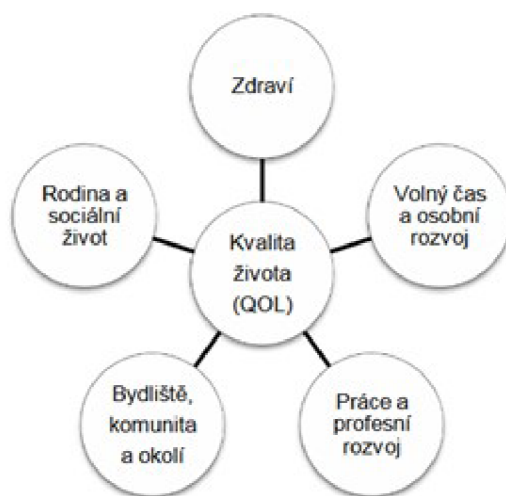 Zdraví
Rodina a
sociální
život
Volný čas
a osobní
rozvoj
Kvalita
života
(QOL)
Bydliště,
komunita
a okolí
Práce a
profesní
rozvoj